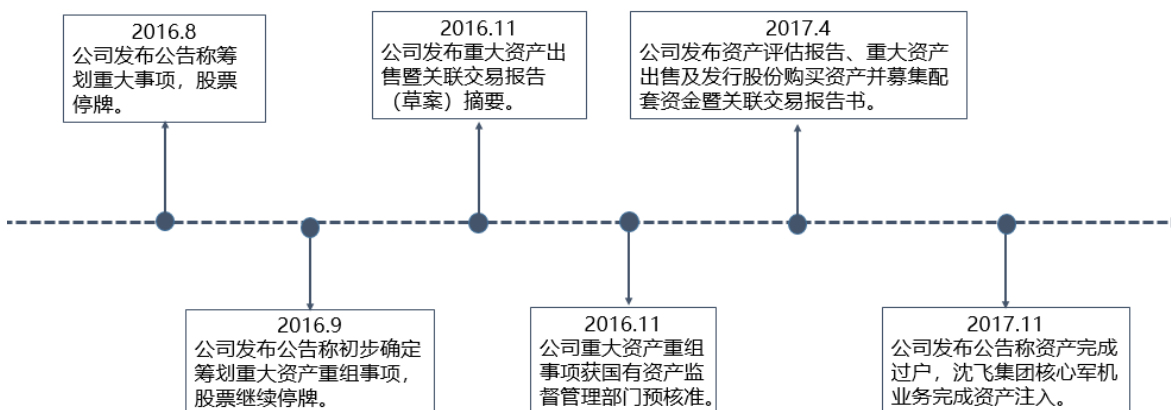 2016.8
公司发布公告称筹
划重大事项，股票
停牌。
2016.11
公司发布重大资产出
售暨关联交易报告
（草案）摘要。
2017.4
公司发布资产评估报告、重大资产
出售及发行股份购买资产并募集配
套资金暨关联交易报告书。
2016.9
公司发布公告称初步确定
筹划重大资产重组事项，
股票继续停牌。
2016.11
公司重大资产重组
事项获国有资产监
督管理部门预核准。
2017.11
公司发布公告称资产完成
过户，沈飞集团核心军机
业务完成资产注入。